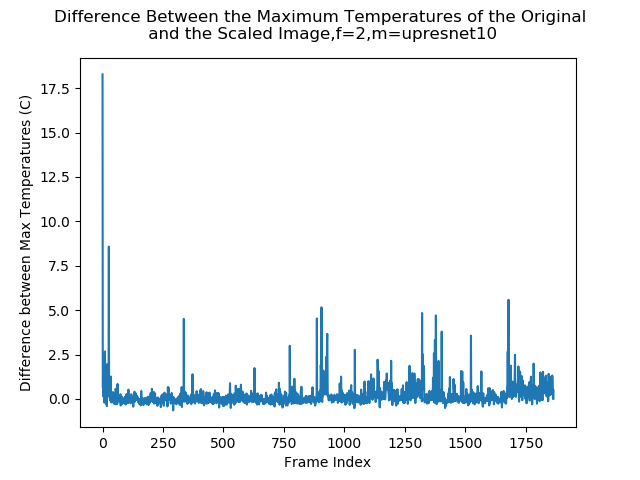 Difference Between the Maximum Temperatures of the Original
and the Scaled Image,f=2,m=upresnet10
Difference between Max Temperatures (C)
17.5
15.0
12.5
10.0
7.5
5.0
2.5
0.0
0 250 500 750 1000 1250 1500 1750
Frame Index